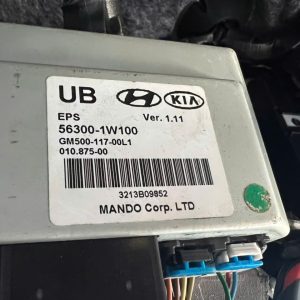 UB HYUNDAI KIA
EPS Ver. 1.11
56300-1W100
GM500-117-00L1
010.875-00
3213B09852
MANDO Corp. LTD